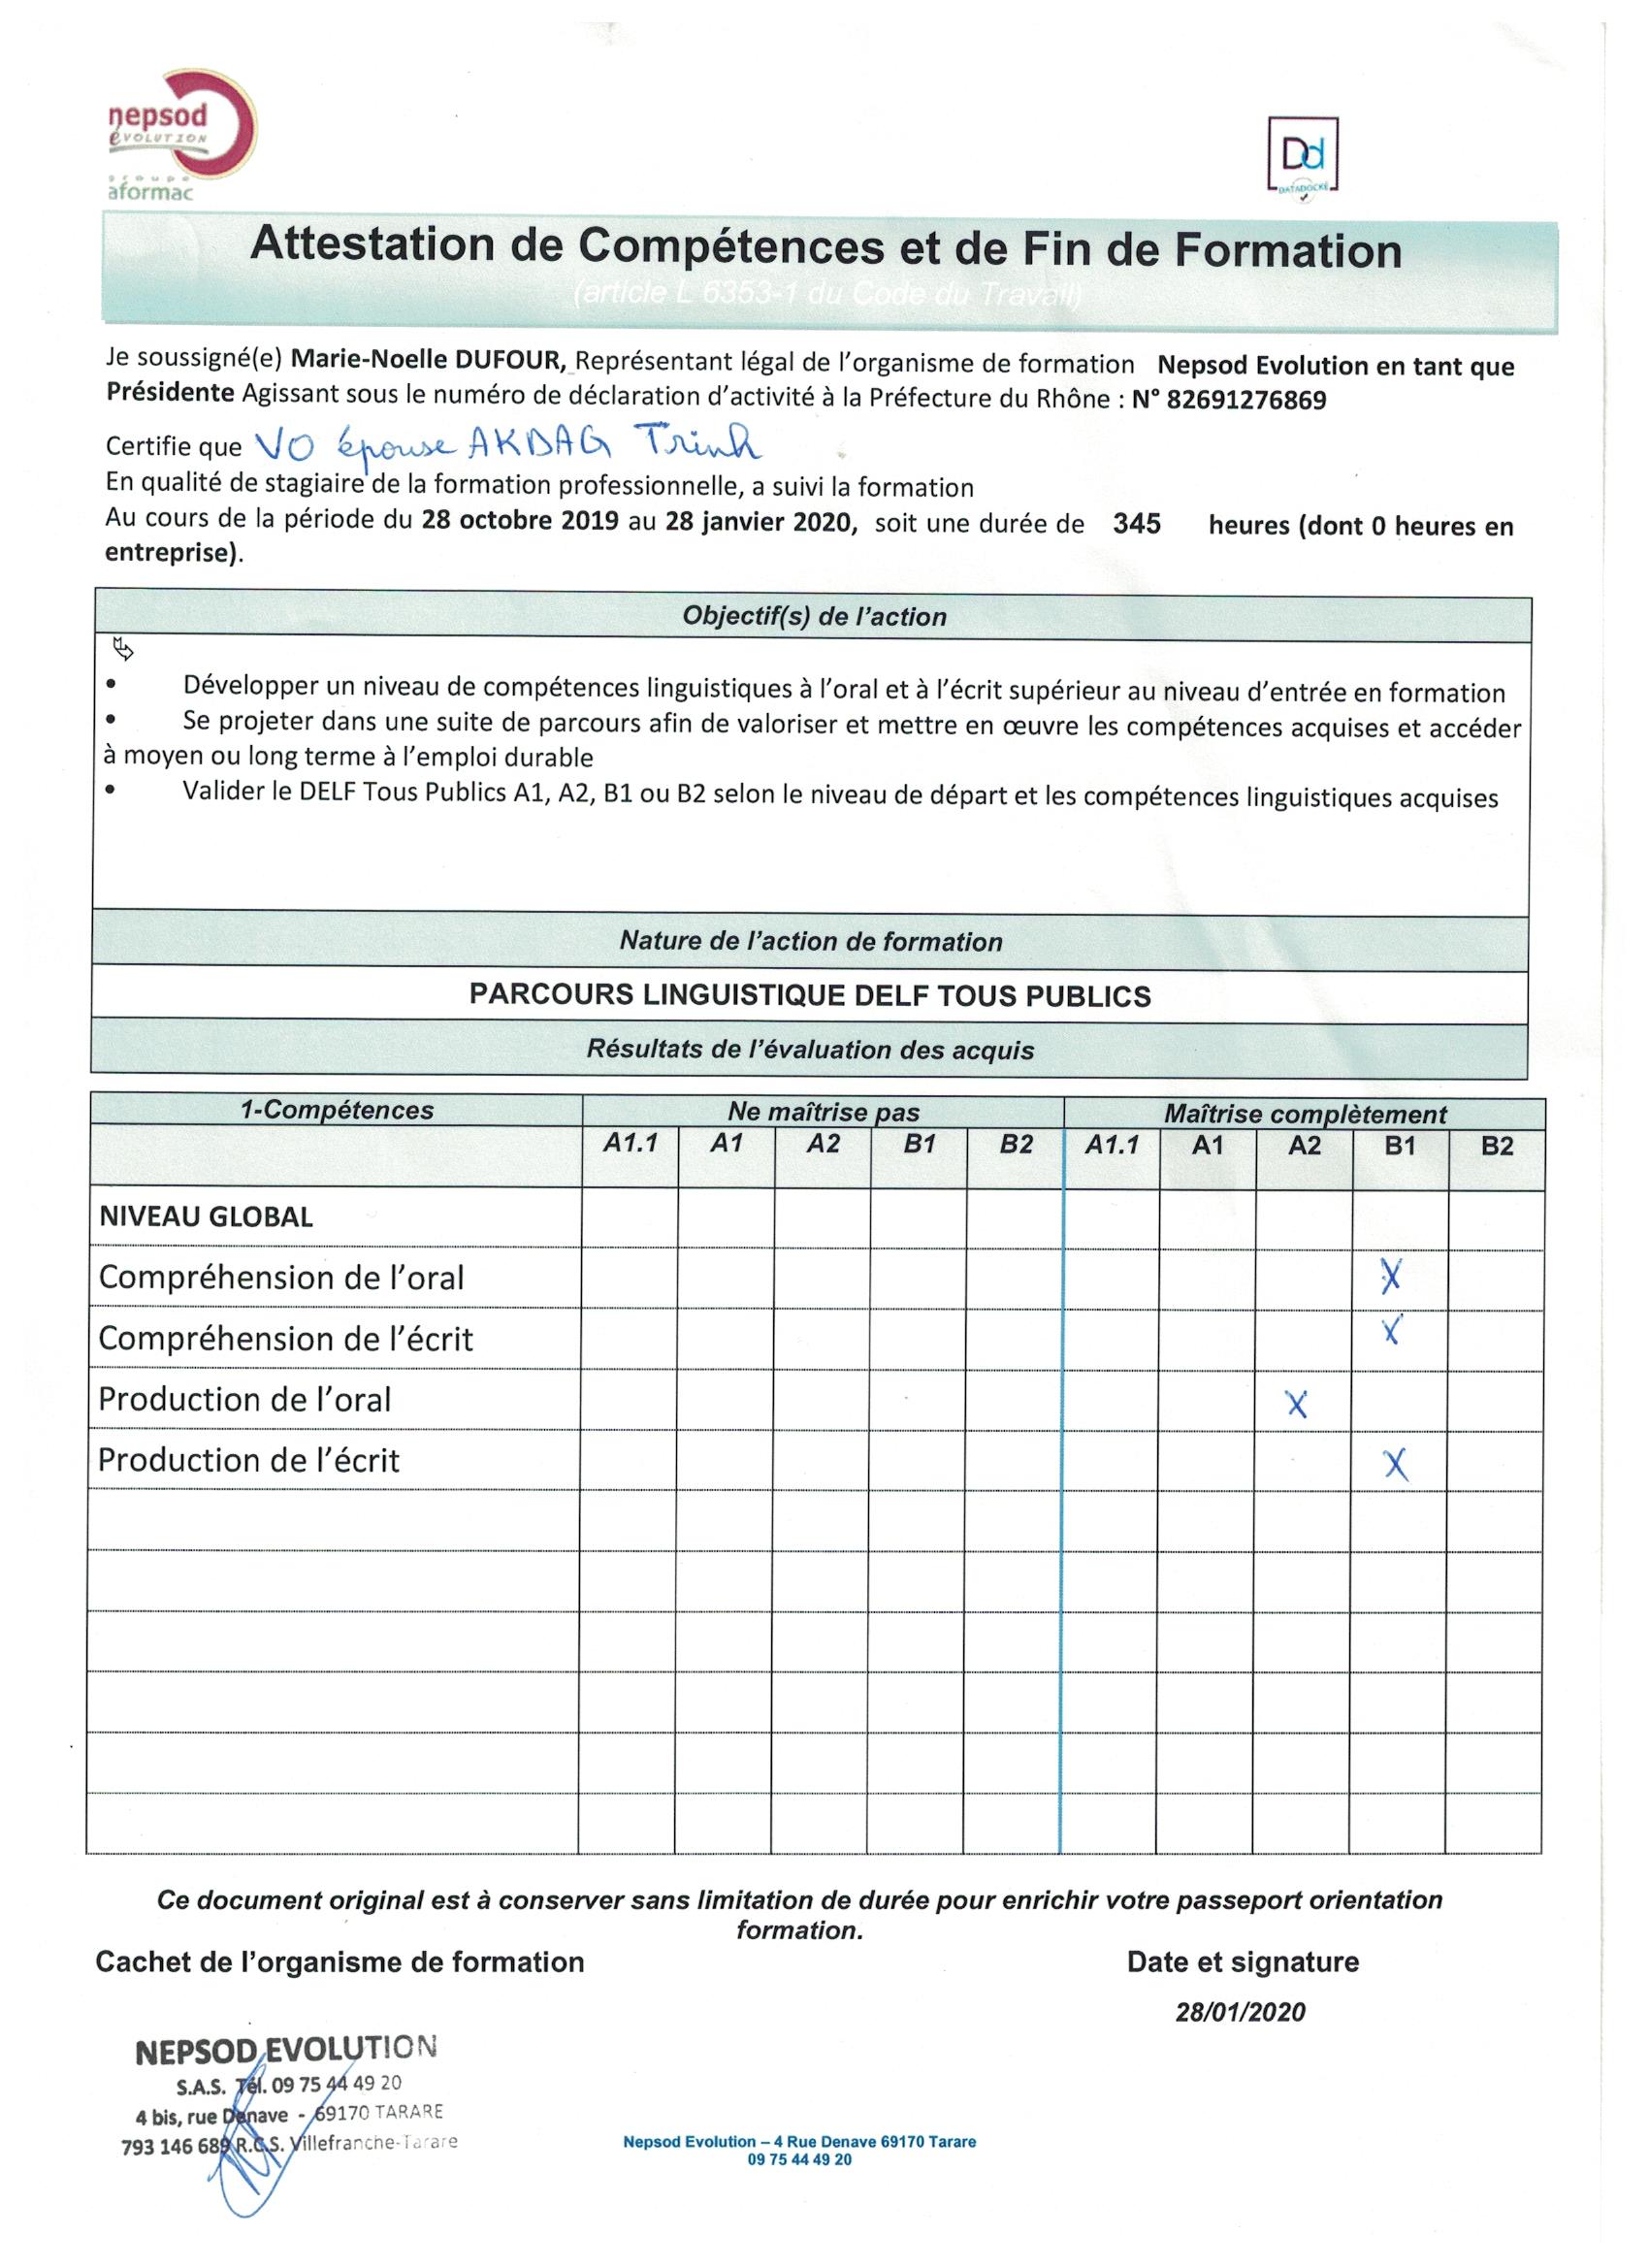 nepsod
éVOLUTION
groupe
aformac
Dd
DATADOCKÉ
Attestation de Compétences et de Fin de Formation
(article L 6353-1 du Code du Travail)
Je soussigné(e) Marie-Noelle DUFOUR, Représentant légal de l'organisme de formation Nepsod Evolution en tant que
Présidente Agissant sous le numéro de déclaration d'activité à la Préfecture du Rhône : N° 82691276869
Certifie que VO épouse AKDAG Trinh
En qualité de stagiaire de la formation professionnelle, a suivi la formation
Au cours de la période du 28 octobre 2019 au 28 janvier 2020, soit une durée de 345 heures (dont 0 heures en
entreprise).
Objectif(s) de l'action
• Développer un niveau de compétences linguistiques à l'oral et à l'écrit supérieur au niveau d'entrée en formation
• Se projeter dans une suite de parcours afin de valoriser et mettre en œuvre les compétences acquises et accéder
à moyen ou long terme à l'emploi durable
• Valider le DELF Tous Publics A1, A2, B1 ou B2 selon le niveau de départ et les compétences linguistiques acquises
Nature de l'action de formation
PARCOURS LINGUISTIQUE DELF TOUS PUBLICS
Résultats de l'évaluation des acquis
1-Compétences Ne maîtrise pas Maîtrise complètement
A1.1 A1 A2 B1 B2 A1.1 A1 A2 B1 B2
NIVEAU GLOBAL
Compréhension de l'oral X
Compréhension de l'écrit X
Production de l'oral X
Production de l'écrit X
Ce document original est à conserver sans limitation de durée pour enrichir votre passeport orientation
formation.
Cachet de l'organisme de formation Date et signature
28/01/2020
NEPSOD EVOLUTION
S.A.S. Tél. 09 75 44 49 20
4 bis, rue Denave - 69170 TARARE
793 146 689 R.C.S. Villefranche-Tarare
Nepsod Evolution – 4 Rue Denave 69170 Tarare
09 75 44 49 20